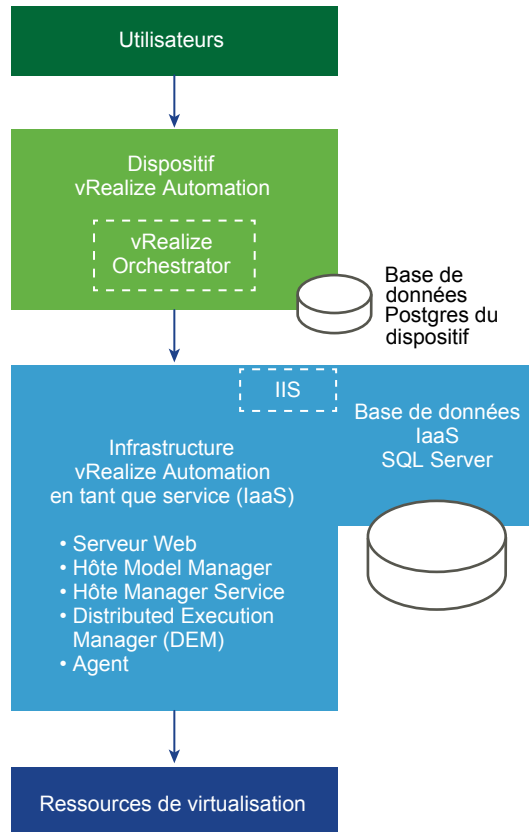 Utilisateurs
Dispositif
vRealize Automation
vRealize
Orchestrator
Base de
données
Postgres du
dispositif
IIS
Base de données
IaaS
SQL Server
Infrastructure
vRealize Automation
en tant que service (IaaS)
• Serveur Web
• Hôte Model Manager
• Hôte Manager Service
• Distributed Execution
Manager (DEM)
• Agent
Ressources de virtualisation